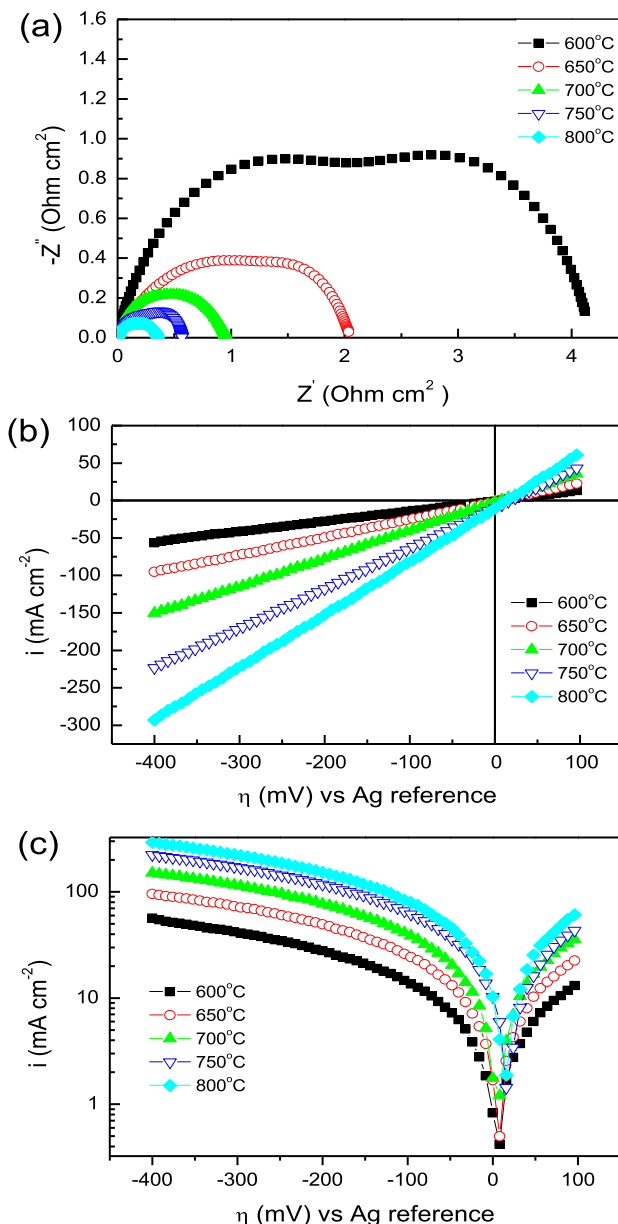 (a)
1.6
1.4
1.2
1.0
0.8
0.6
0.4
0.2
0.0
-Z'' (Ohm cm²)
600°C
650°C
700°C
750°C
800°C
0 1 2 3 4
Z' (Ohm cm²)
(b)
100
50
0
-50
-100
-150
-200
-250
-300
i (mA cm⁻²)
600°C
650°C
700°C
750°C
800°C
-400 -300 -200 -100 0 100
η (mV) vs Ag reference
(c)
100
10
1
i (mA cm⁻²)
600°C
650°C
700°C
750°C
800°C
-400 -300 -200 -100 0 100
η (mV) vs Ag reference